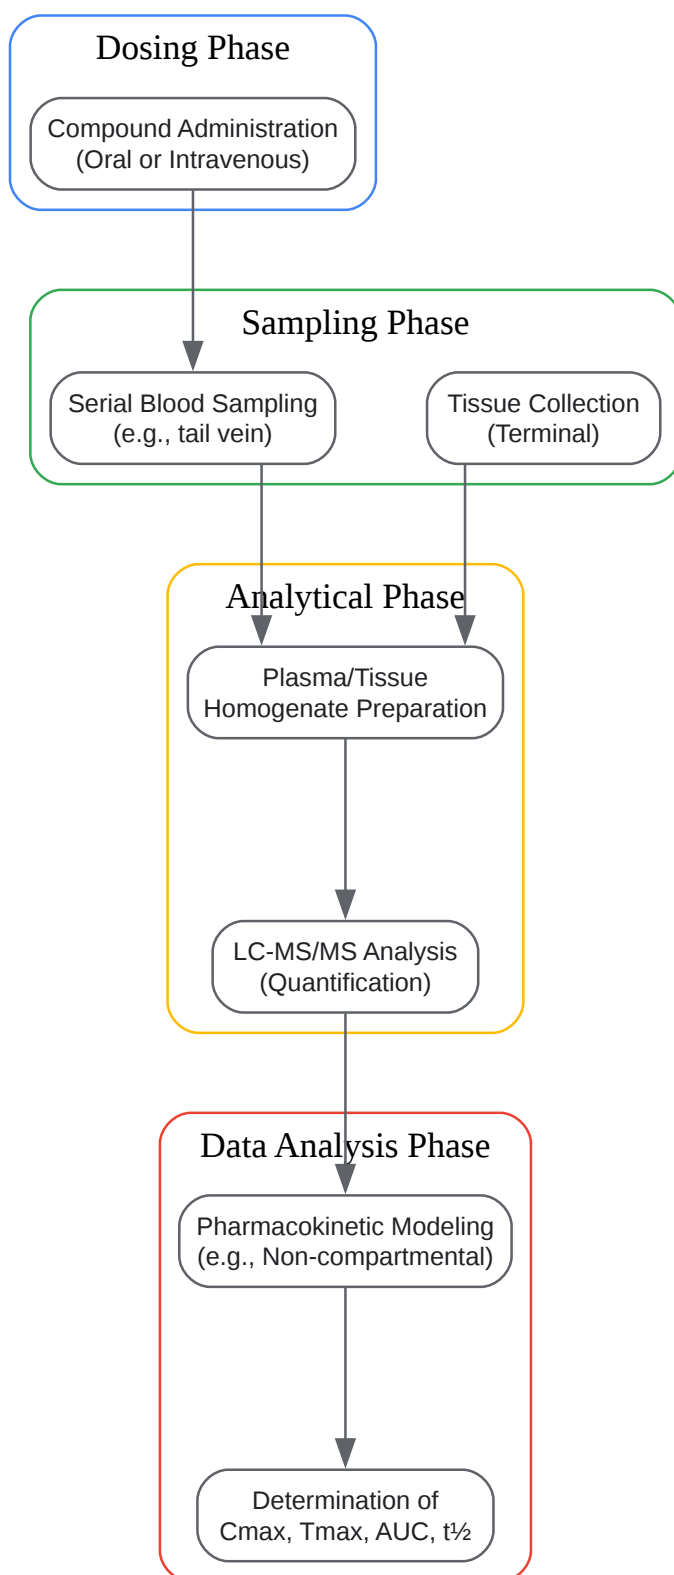 Dosing Phase
Compound Administration
(Oral or Intravenous)
Sampling Phase
Serial Blood Sampling
(e.g., tail vein)
Tissue Collection
(Terminal)
Analytical Phase
Plasma/Tissue
Homogenate Preparation
LC-MS/MS Analysis
(Quantification)
Data Analysis Phase
Pharmacokinetic Modeling
(e.g., Non-compartmental)
Determination of
Cmax, Tmax, AUC, t½